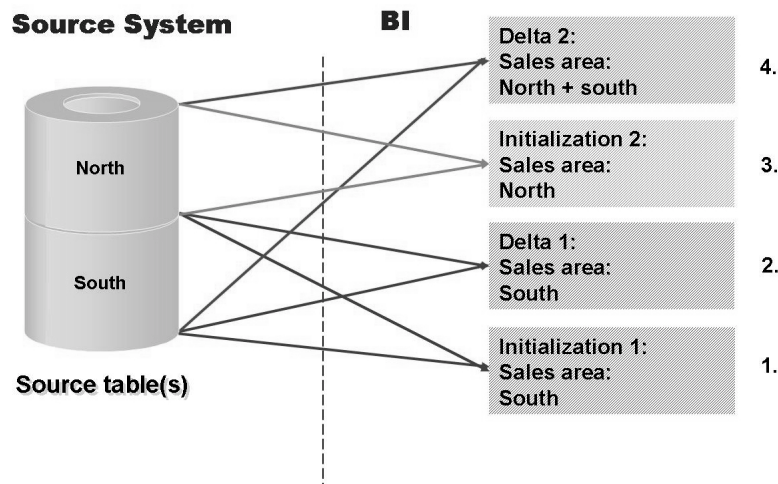 Source System
BI
North
South
Source table(s)
Delta 2:
Sales area:
North + south
4.
Initialization 2:
Sales area:
North
3.
Delta 1:
Sales area:
South
2.
Initialization 1:
Sales area:
South
1.